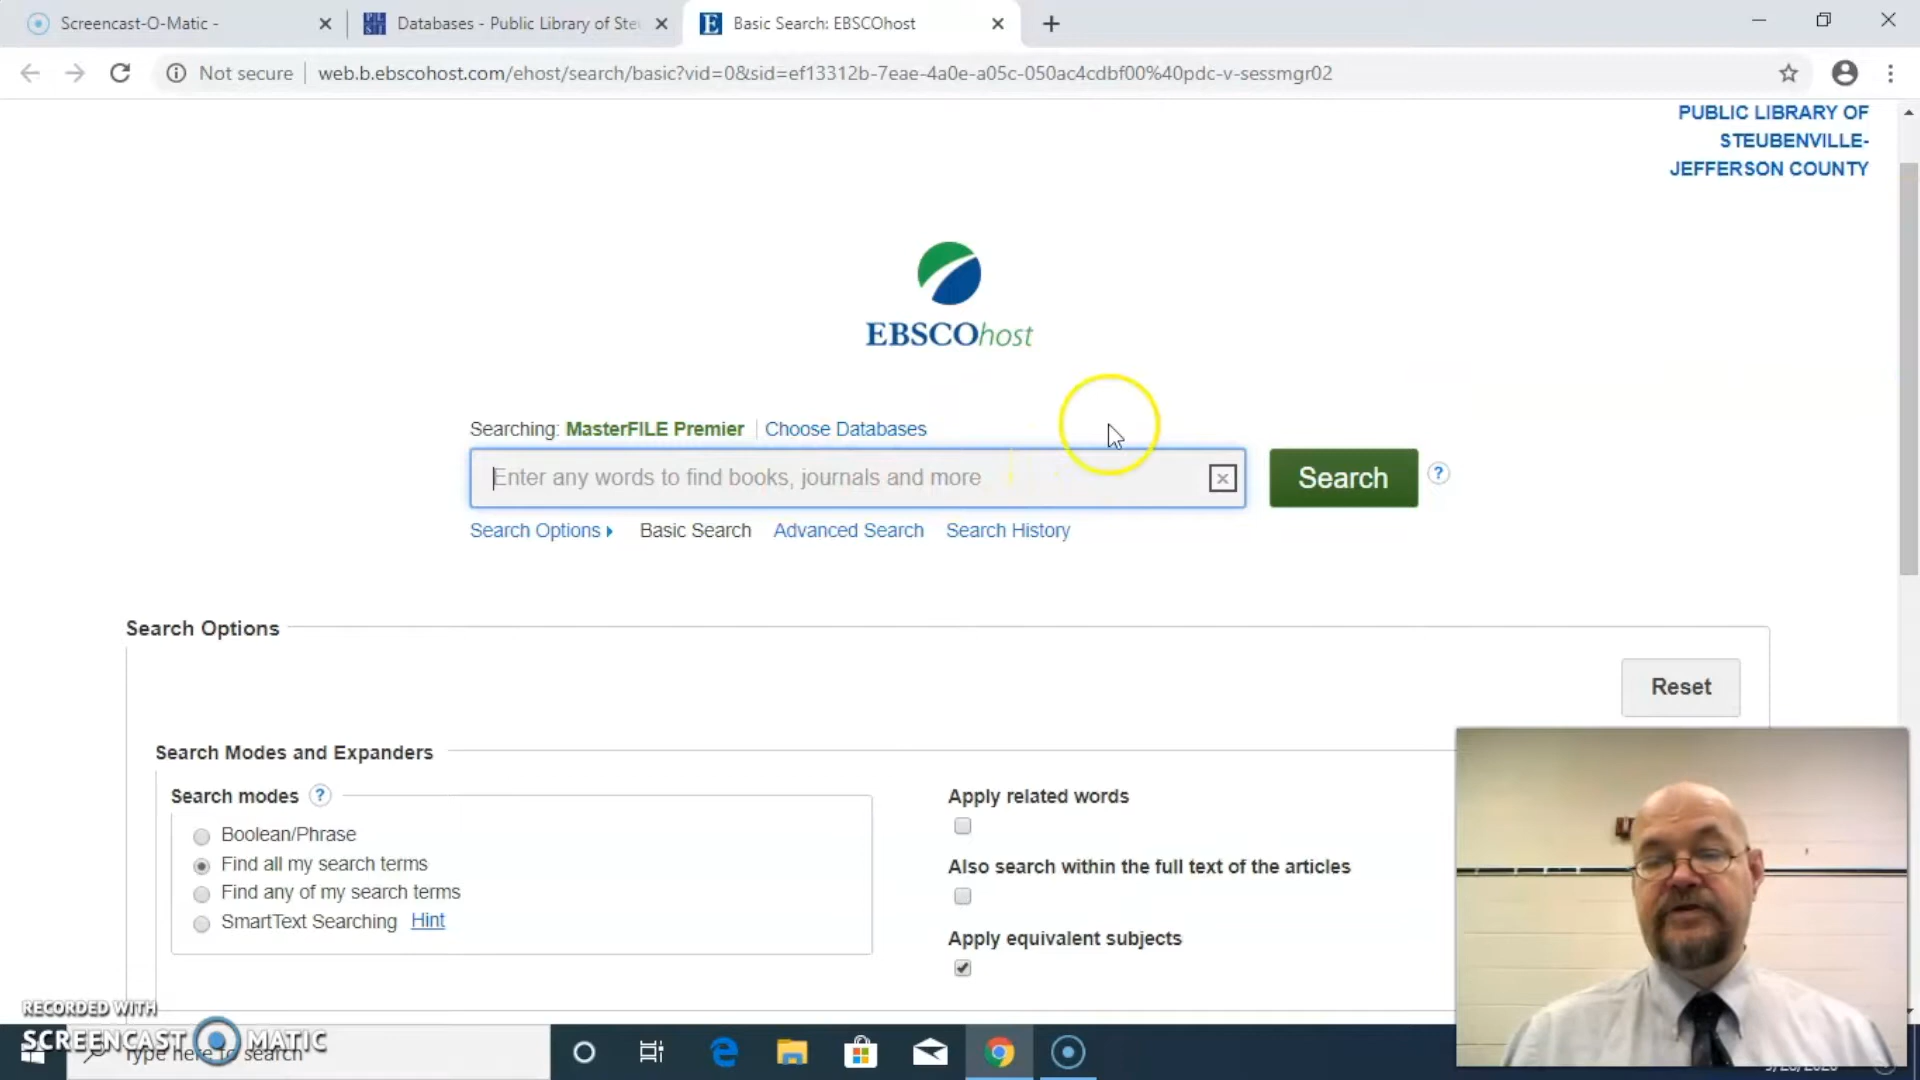 Screencast-O-Matic -
Databases - Public Library of Ste
Basic Search: EBSCOhost
Not secure
web.b.ebscohost.com/ehost/search/basic?vid=0&sid=ef13312b-7eae-4a0e-a05c-050ac4cdbf00%40pdc-v-sessmgr02
PUBLIC LIBRARY OF
STEUBENVILLE-
JEFFERSON COUNTY
EBSCOhost
Searching: MasterFILE Premier
Choose Databases
Enter any words to find books, journals and more
Search
?
Search Options
Basic Search
Advanced Search
Search History
Search Options
Reset
Search Modes and Expanders
Search modes ?
Boolean/Phrase
Find all my search terms
Find any of my search terms
SmartText Searching Hint
Apply related words
Also search within the full text of the articles
Apply equivalent subjects
RECORDED WITH
SCREENCAST MATIC
Type here to search